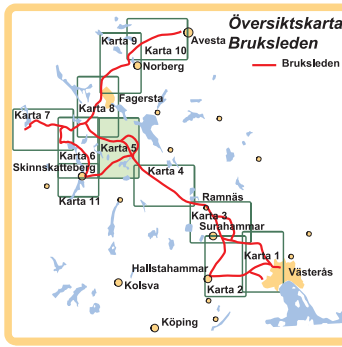 Översiktskarta
Bruksleden
Bruksleden
Karta 9
Karta 10
Avesta
Norberg
Fagersta
Karta 7
Karta 8
Karta 5
Karta 6
Skinnskatteberg
Karta 4
Karta 11
Ramnäs
Karta 3
Surahammar
Karta 1
Hallstahammar
Västerås
Karta 2
Kolsva
Köping